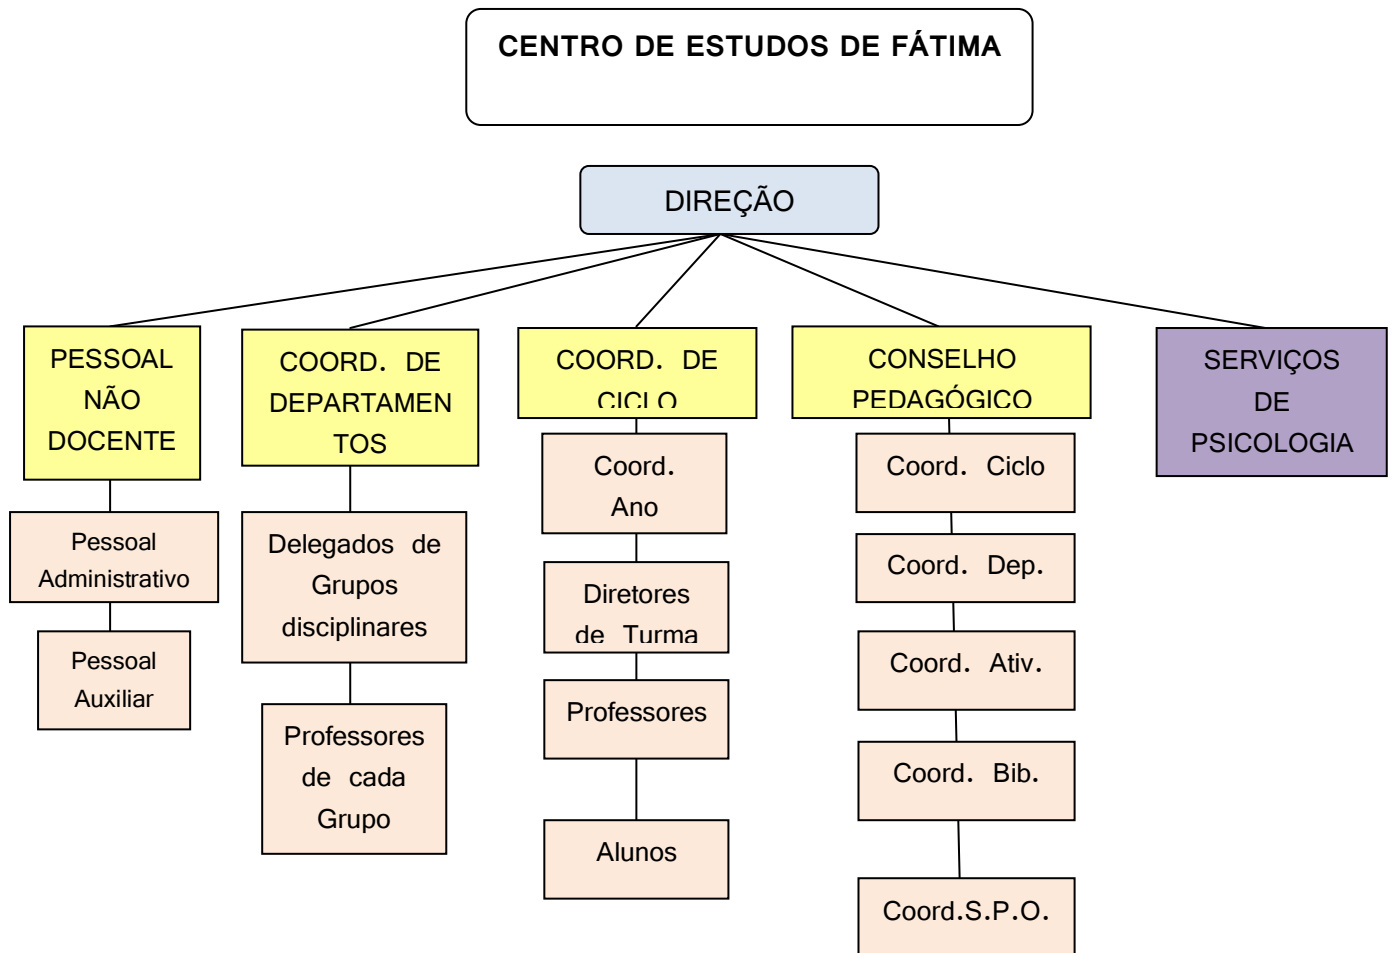 CENTRO DE ESTUDOS DE FÁTIMA
DIREÇÃO
PESSOAL
NÃO
DOCENTE
Pessoal
Administrativo
Pessoal
Auxiliar
COORD. DE
DEPARTAMEN
TOS
Delegados de
Grupos
disciplinares
Professores
de cada
Grupo
COORD. DE
CICLO
Coord.
Ano
Diretores
de Turma
Professores
Alunos
CONSELHO
PEDAGÓGICO
Coord. Ciclo
Coord. Dep.
Coord. Ativ.
Coord. Bib.
Coord.S.P.O.
SERVIÇOS
DE
PSICOLOGIA